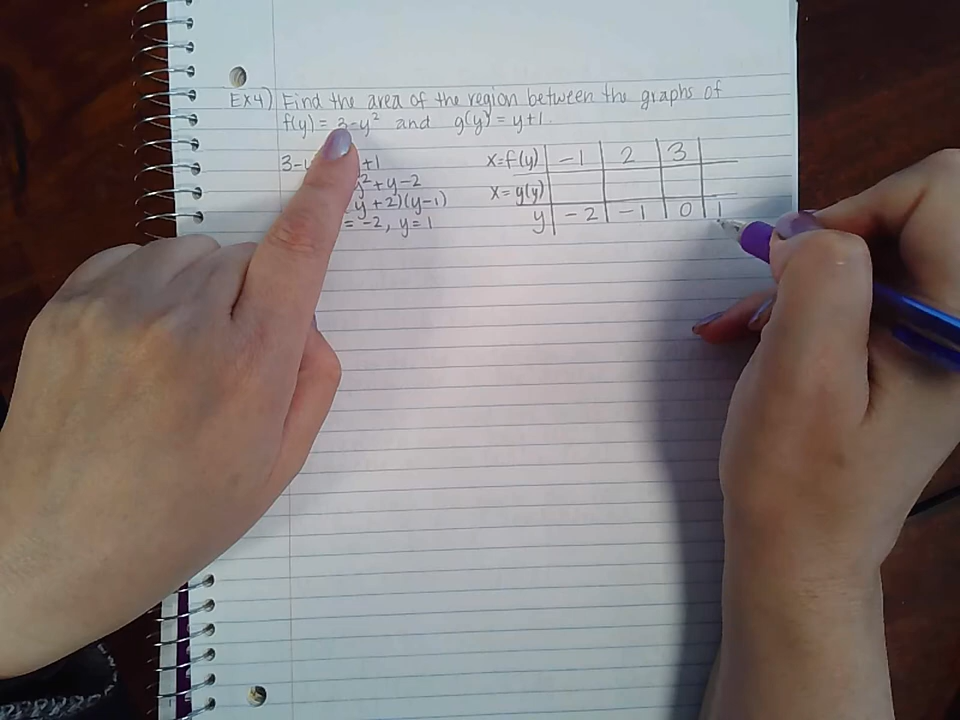 Ex4) Find the area of the region between the graphs of
f(y) = 3-y² and g(y) = y+1.
3-y +1
y²+y-2
y+2)(y-1)
= -2, y=1
x=f(y) -1 2 3
x=g(y)
y -2 -1 0 1